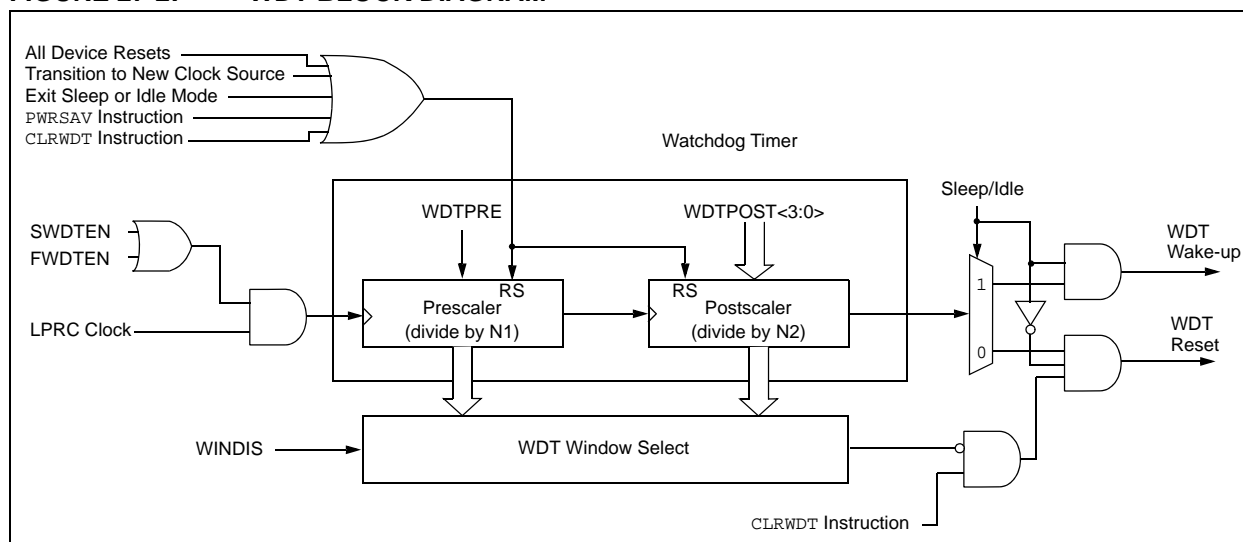 All Device Resets
Transition to New Clock Source
Exit Sleep or Idle Mode
PWRSAV Instruction
CLRWDT Instruction
Watchdog Timer
Sleep/Idle
WDTPRE
WDTPOST<3:0>
SWDTEN
FWDTEN
WDT
Wake-up
RS
RS
1
Prescaler
(divide by N1)
Postscaler
(divide by N2)
LPRC Clock
0
WDT
Reset
WINDIS
WDT Window Select
CLRWDT Instruction